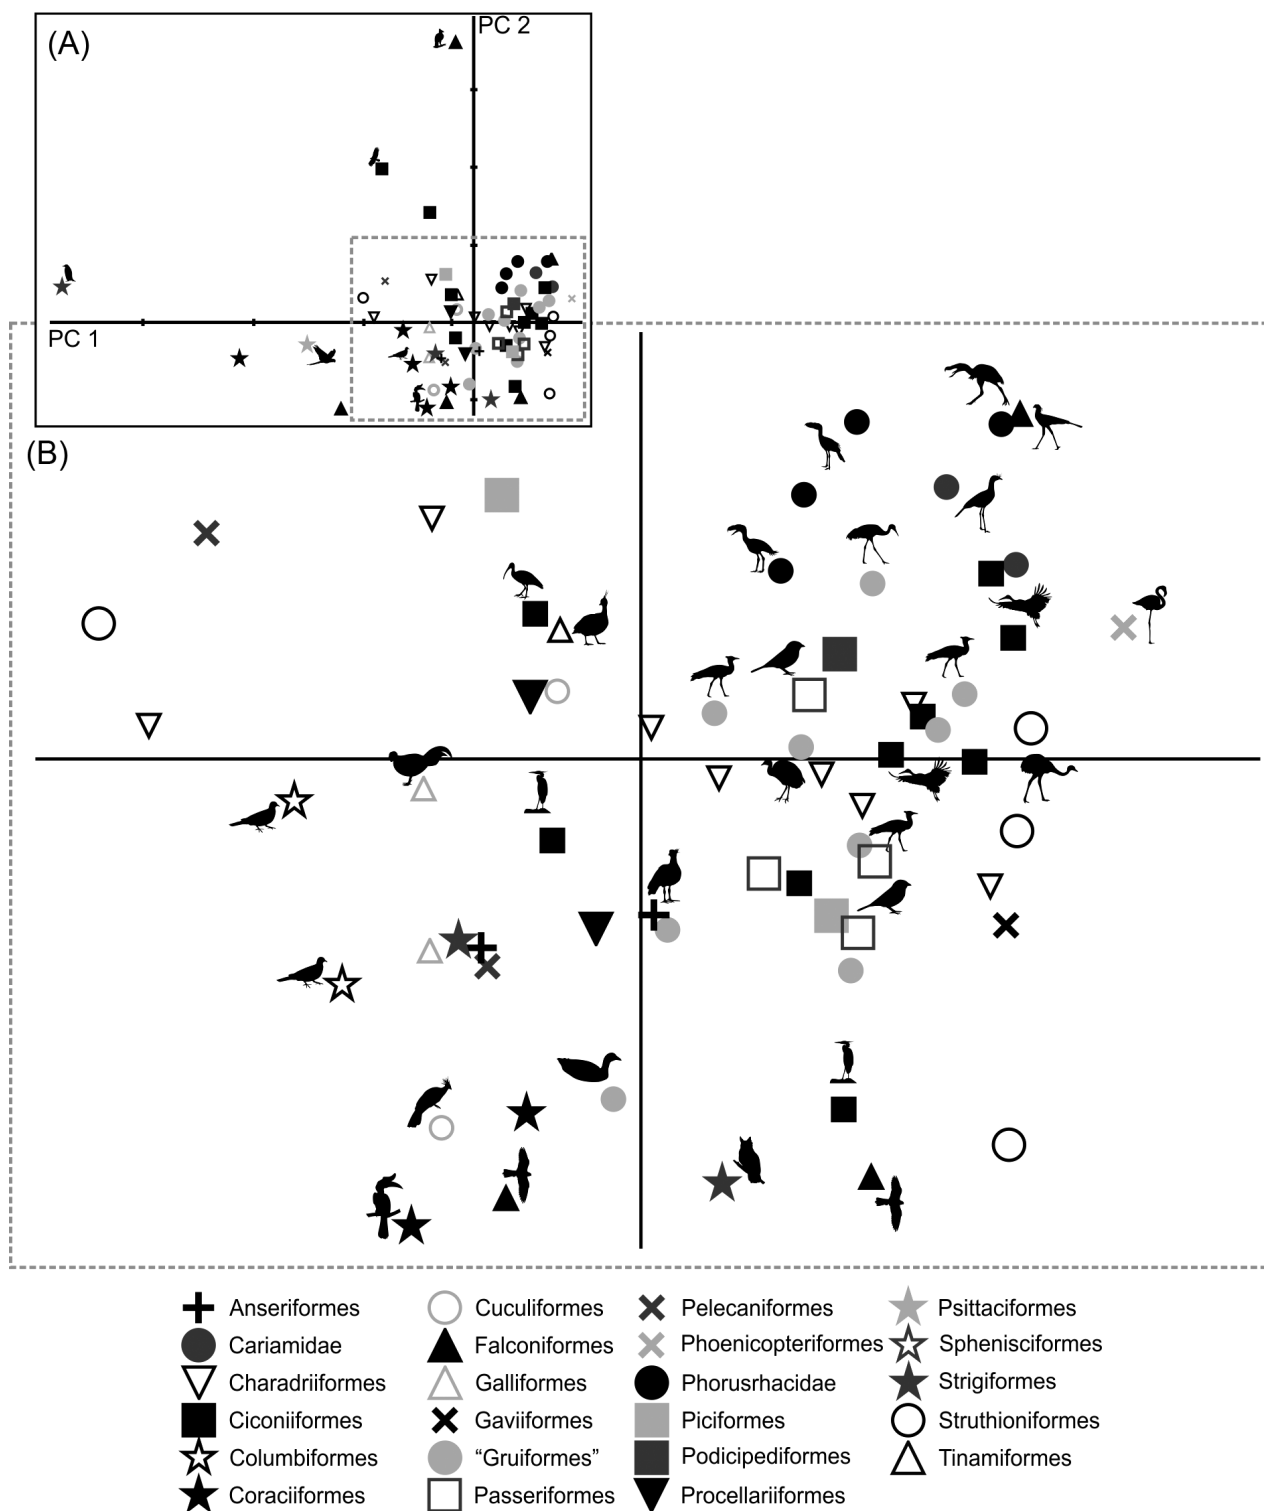 (A)
PC 2
PC 1
(B)
Anseriformes
Cariamidae
Charadriiformes
Ciconiiformes
Columbiformes
Coraciiformes
Cuculiformes
Falconiformes
Galliformes
Gaviiformes
“Gruiformes”
Passeriformes
Pelecaniformes
Phoenicopteriformes
Phorusrhacidae
Piciformes
Podicipediformes
Procellariiformes
Psittaciformes
Sphenisciformes
Strigiformes
Struthioniformes
Tinamiformes